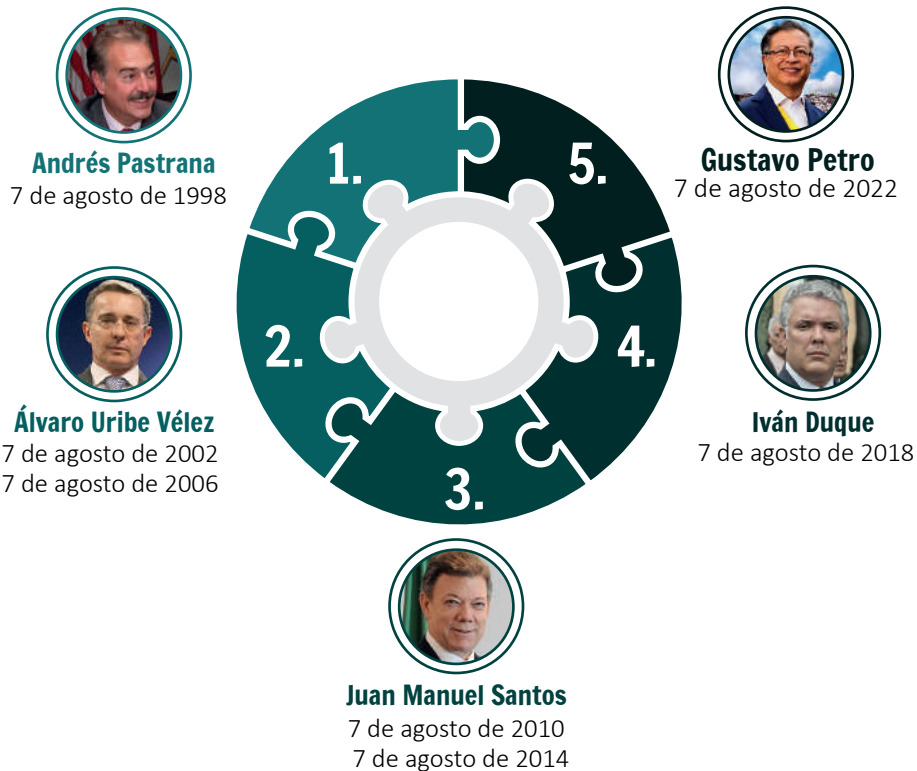 1.
Andrés Pastrana
7 de agosto de 1998
2.
Álvaro Uribe Vélez
7 de agosto de 2002
7 de agosto de 2006
3.
Juan Manuel Santos
7 de agosto de 2010
7 de agosto de 2014
4.
Iván Duque
7 de agosto de 2018
5.
Gustavo Petro
7 de agosto de 2022